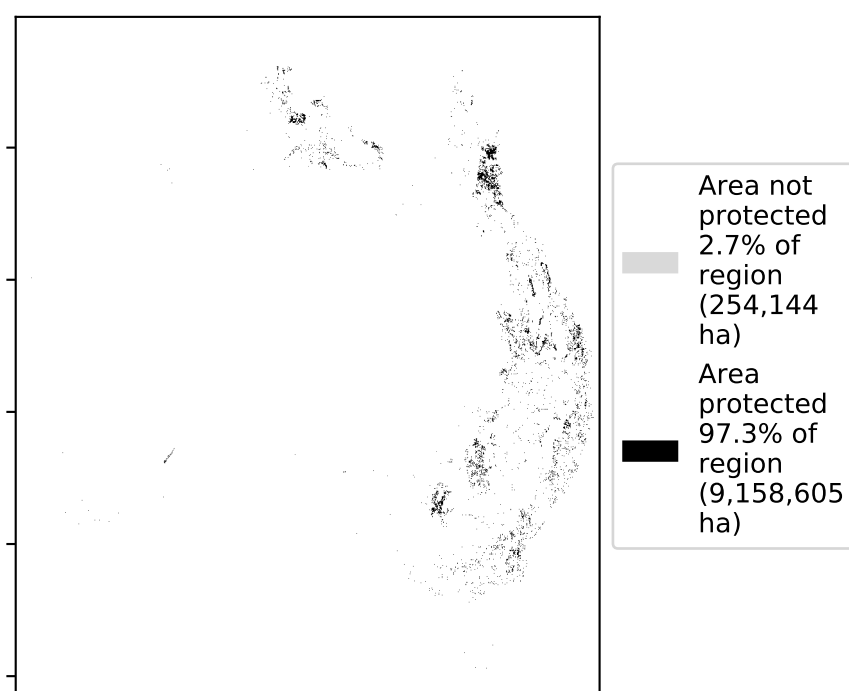 Area not
protected
2.7% of
region
(254,144
ha)
Area
protected
97.3% of
region
(9,158,605
ha)